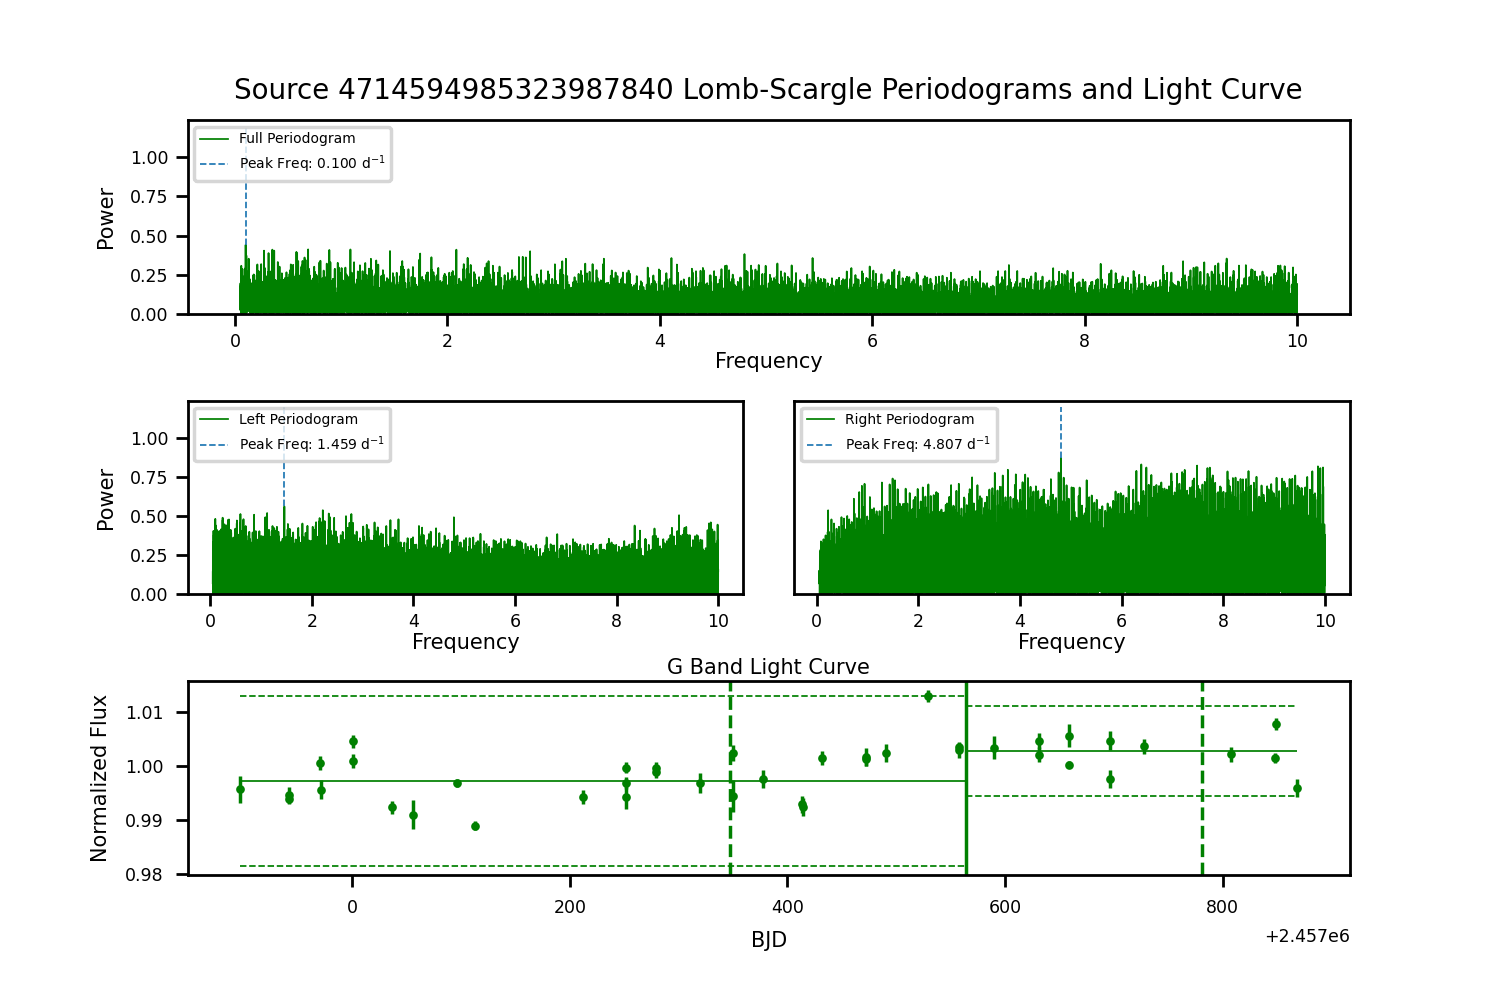 Source 4714594985323987840 Lomb-Scargle Periodograms and Light Curve
Full Periodogram
Peak Freq: 0.100 d⁻¹
Power
1.00
0.75
0.50
0.25
0.00
0 2 4 6 8 10
Frequency
Left Periodogram
Peak Freq: 1.459 d⁻¹
Power
1.00
0.75
0.50
0.25
0.00
0 2 4 6 8 10
Frequency
Right Periodogram
Peak Freq: 4.807 d⁻¹
0 2 4 6 8 10
Frequency
G Band Light Curve
Normalized Flux
1.01
1.00
0.99
0.98
0 200 400 600 800
BJD
+2.457e6